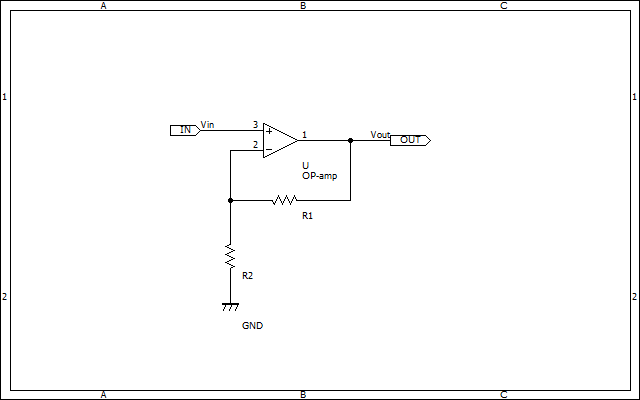 A B C
1 1
IN Vin 3 +
2 −
1 Vout OUT
U
OP-amp
R1
R2
2 2
GND
A B C